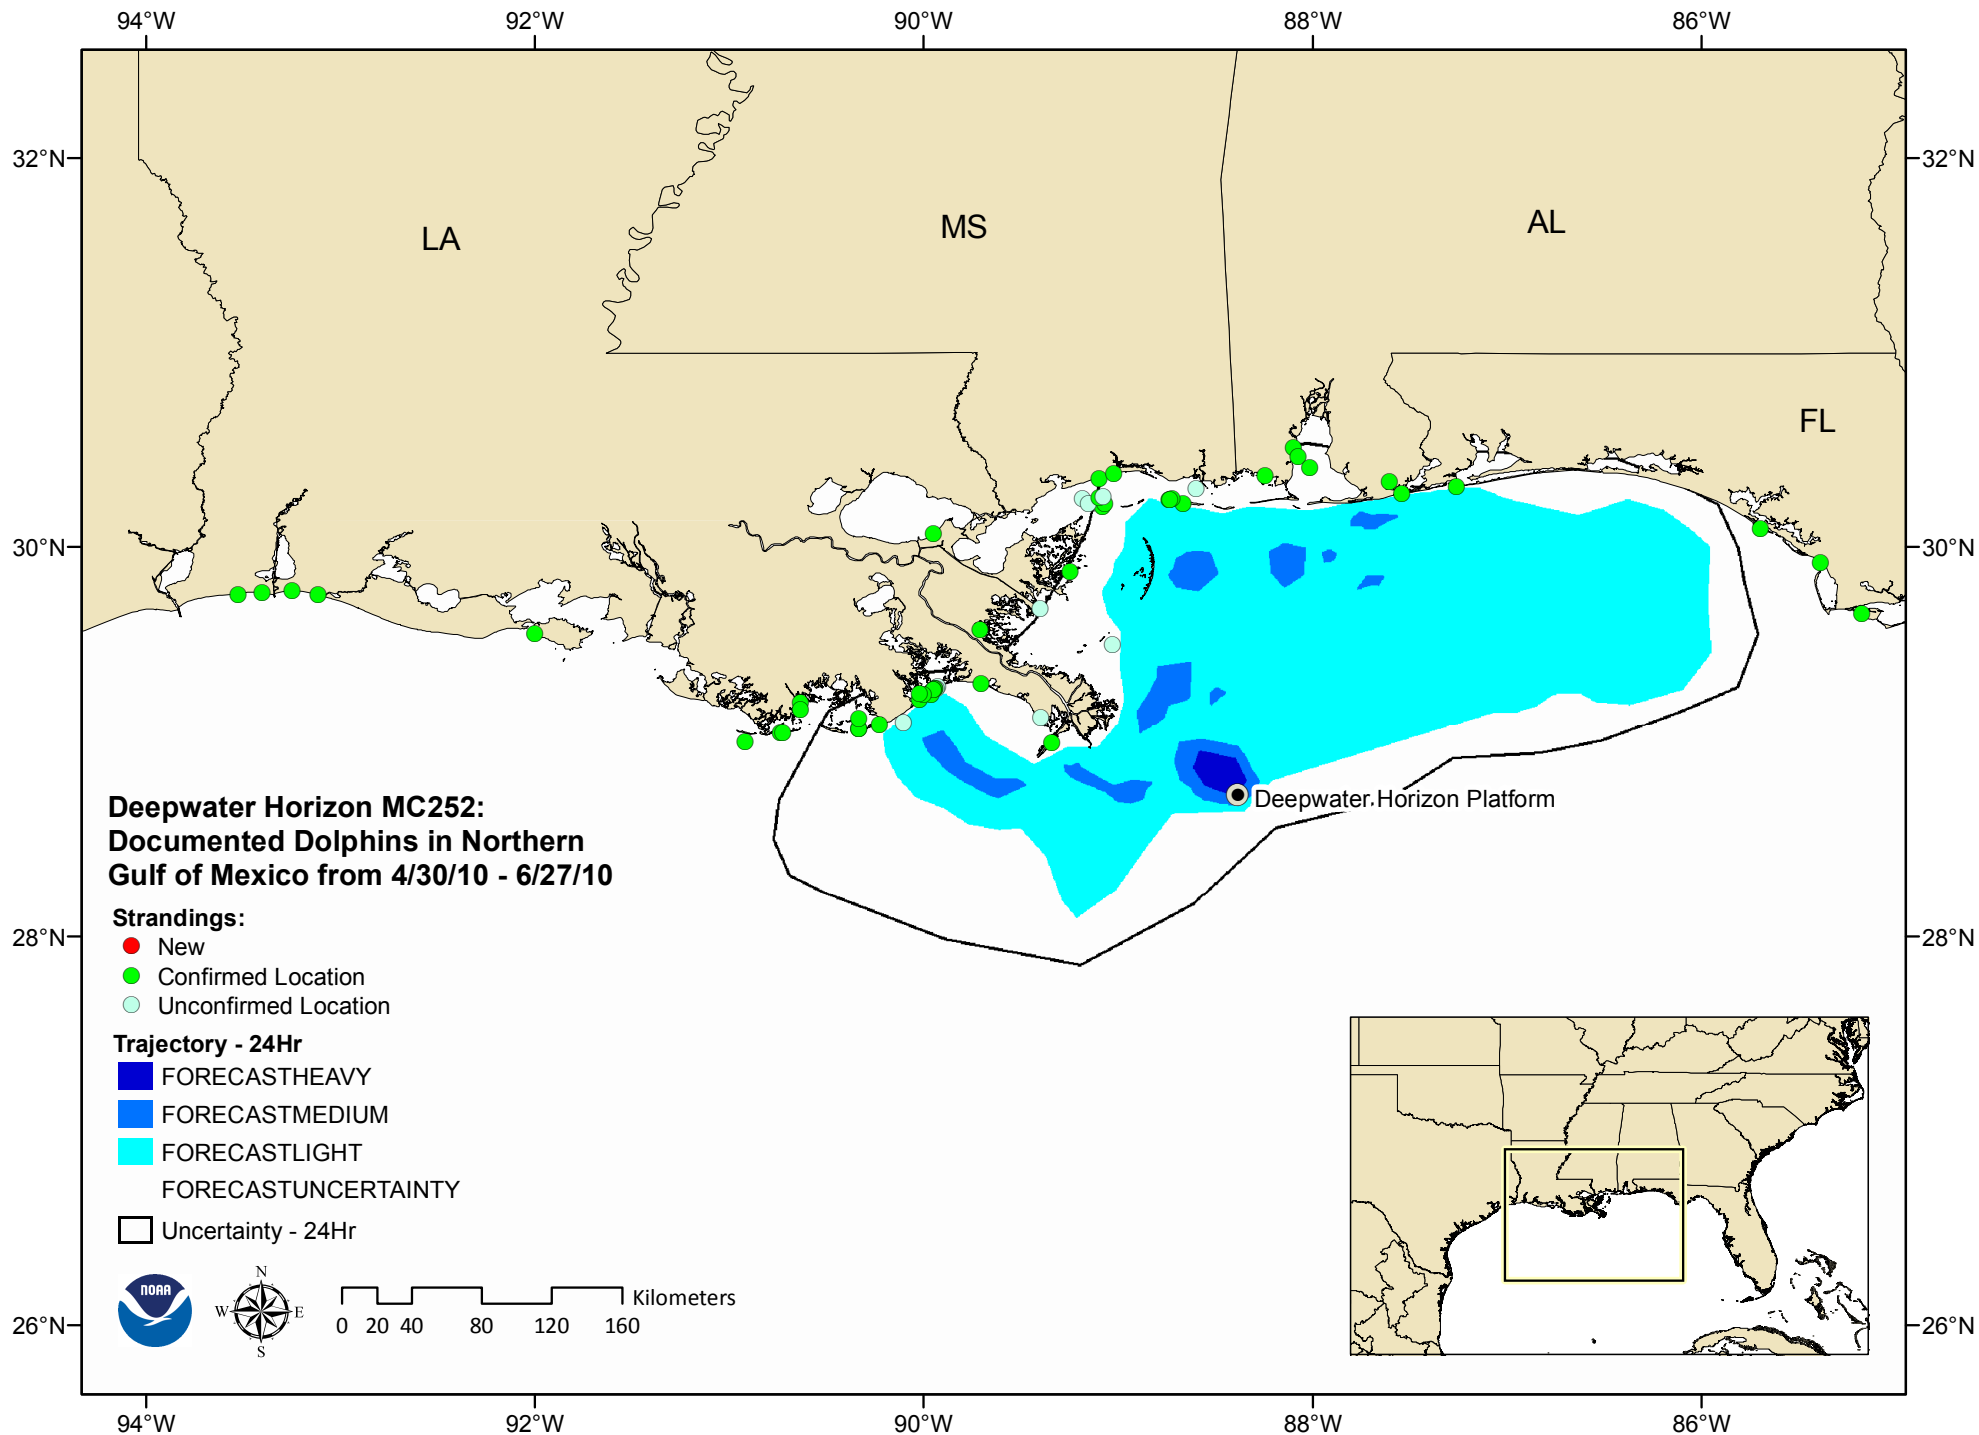 94°W 92°W 90°W 88°W 86°W
32°N 32°N
LA MS AL
FL
30°N 30°N
Deepwater Horizon Platform
Deepwater Horizon MC252:
Documented Dolphins in Northern
Gulf of Mexico from 4/30/10 - 6/27/10
Strandings:
New
28°N 28°N
Confirmed Location
Unconfirmed Location
Trajectory - 24Hr
FORECASTHEAVY
FORECASTMEDIUM
FORECASTLIGHT
FORECASTUNCERTAINTY
Uncertainty - 24Hr
NOAA
N
W E
S
Kilometers
0 20 40 80 120 160
26°N 26°N
94°W 92°W 90°W 88°W 86°W